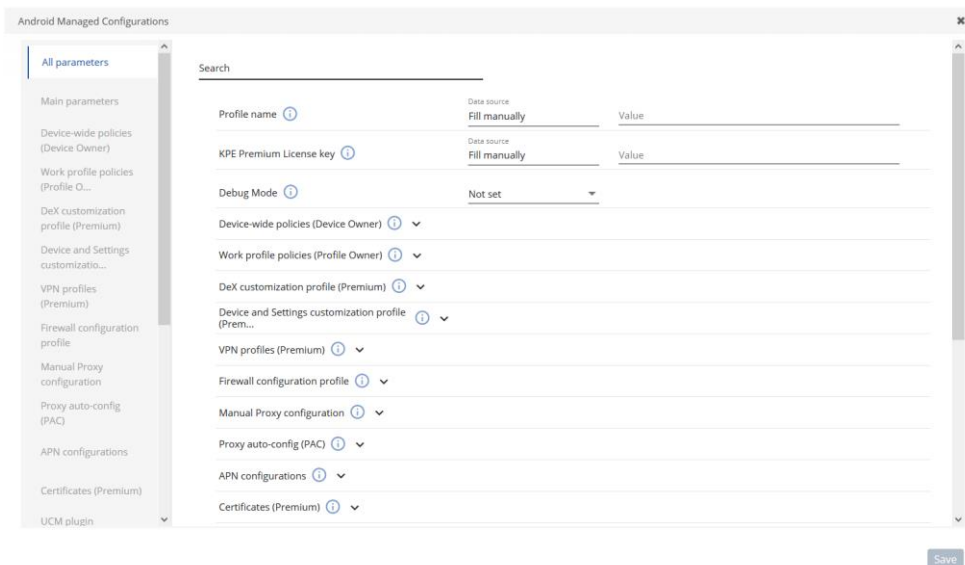 Android Managed Configurations
All parameters
Main parameters
Device-wide policies
(Device Owner)
Work profile policies
(Profile O...
DeX customization
profile (Premium)
Device and Settings
customizatio...
VPN profiles
(Premium)
Firewall configuration
profile
Manual Proxy
configuration
Proxy auto-config
(PAC)
APN configurations
Certificates (Premium)
UCM plugin
Search
Profile name
Data source
Fill manually
Value
KPE Premium License key
Data source
Fill manually
Value
Debug Mode
Not set
Device-wide policies (Device Owner)
Work profile policies (Profile Owner)
DeX customization profile (Premium)
Device and Settings customization profile
(Prem...
VPN profiles (Premium)
Firewall configuration profile
Manual Proxy configuration
Proxy auto-config (PAC)
APN configurations
Certificates (Premium)
Save